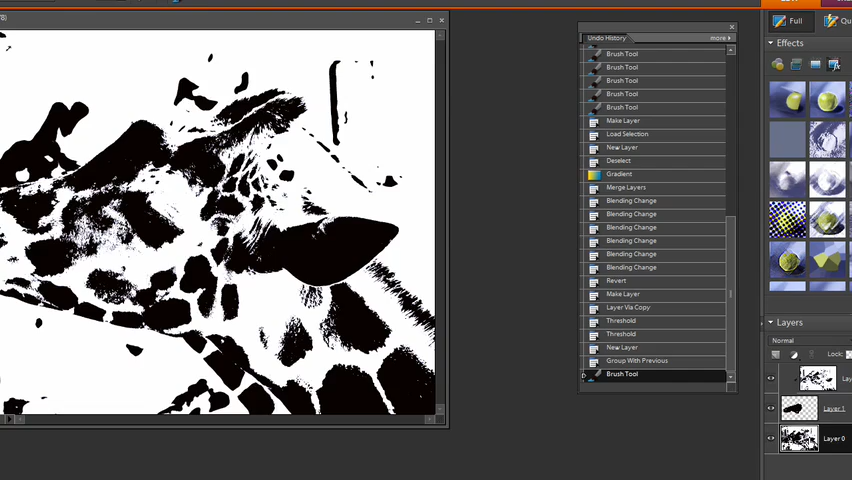 Full
Undo History
more
Effects
Brush Tool
Brush Tool
Brush Tool
Brush Tool
Brush Tool
Make Layer
Load Selection
New Layer
Deselect
Gradient
Merge Layers
Blending Change
Blending Change
Blending Change
Blending Change
Blending Change
Blending Change
Revert
Make Layer
Layer Via Copy
Threshold
Threshold
New Layer
Group With Previous
Brush Tool
Layers
Normal
Lock:
Layer 1
Layer 0